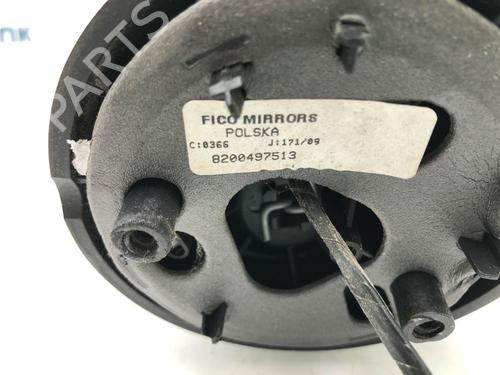 PARTS
FICO MIRRORS
POLSKA
C:0366 J:171/09
8200497513